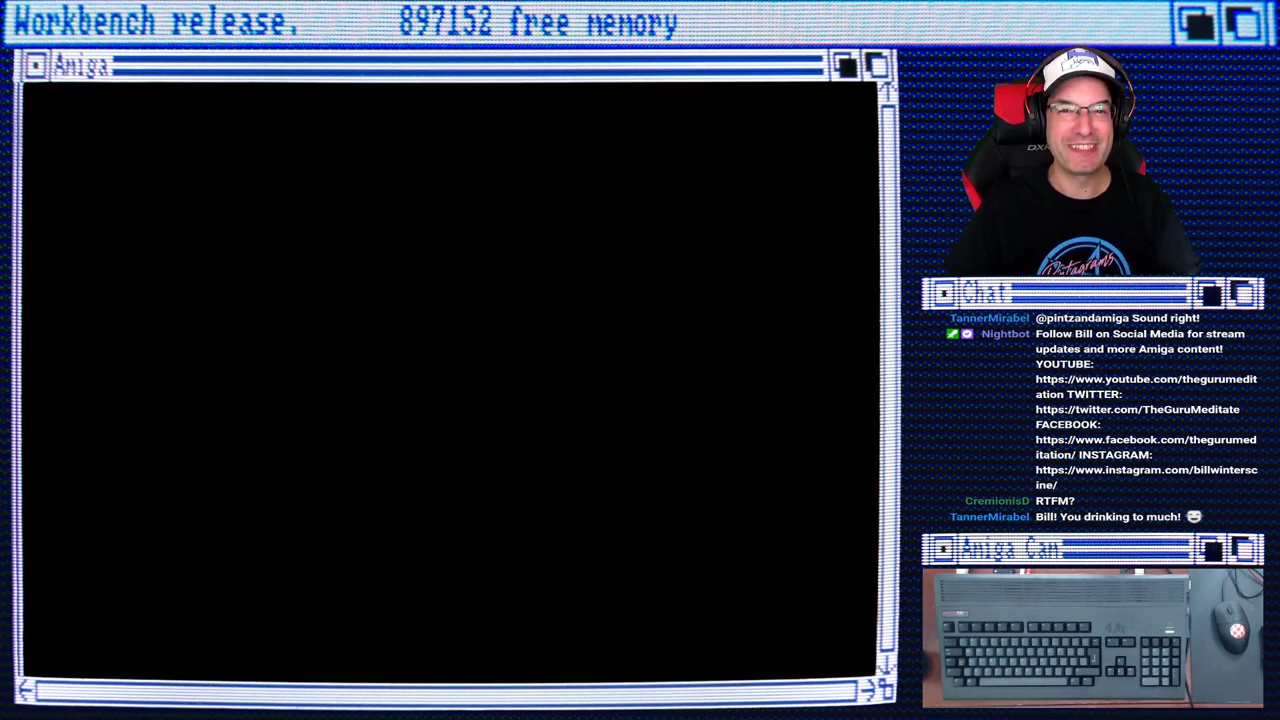 Workbench release. 897152 free memory
Amiga
DXR
Pintagrams
Chat
TannerMirabel @pintzandamiga Sound right!
Nightbot Follow Bill on Social Media for stream
updates and more Amiga content!
YOUTUBE:
https://www.youtube.com/thegurumedit
ation TWITTER:
https://twitter.com/TheGuruMeditate
FACEBOOK:
https://www.facebook.com/thegurumed
itation/ INSTAGRAM:
https://www.instagram.com/billwintersc
ine/
CremionisD RTFM?
TannerMirabel Bill! You drinking to much!
Amiga Cam